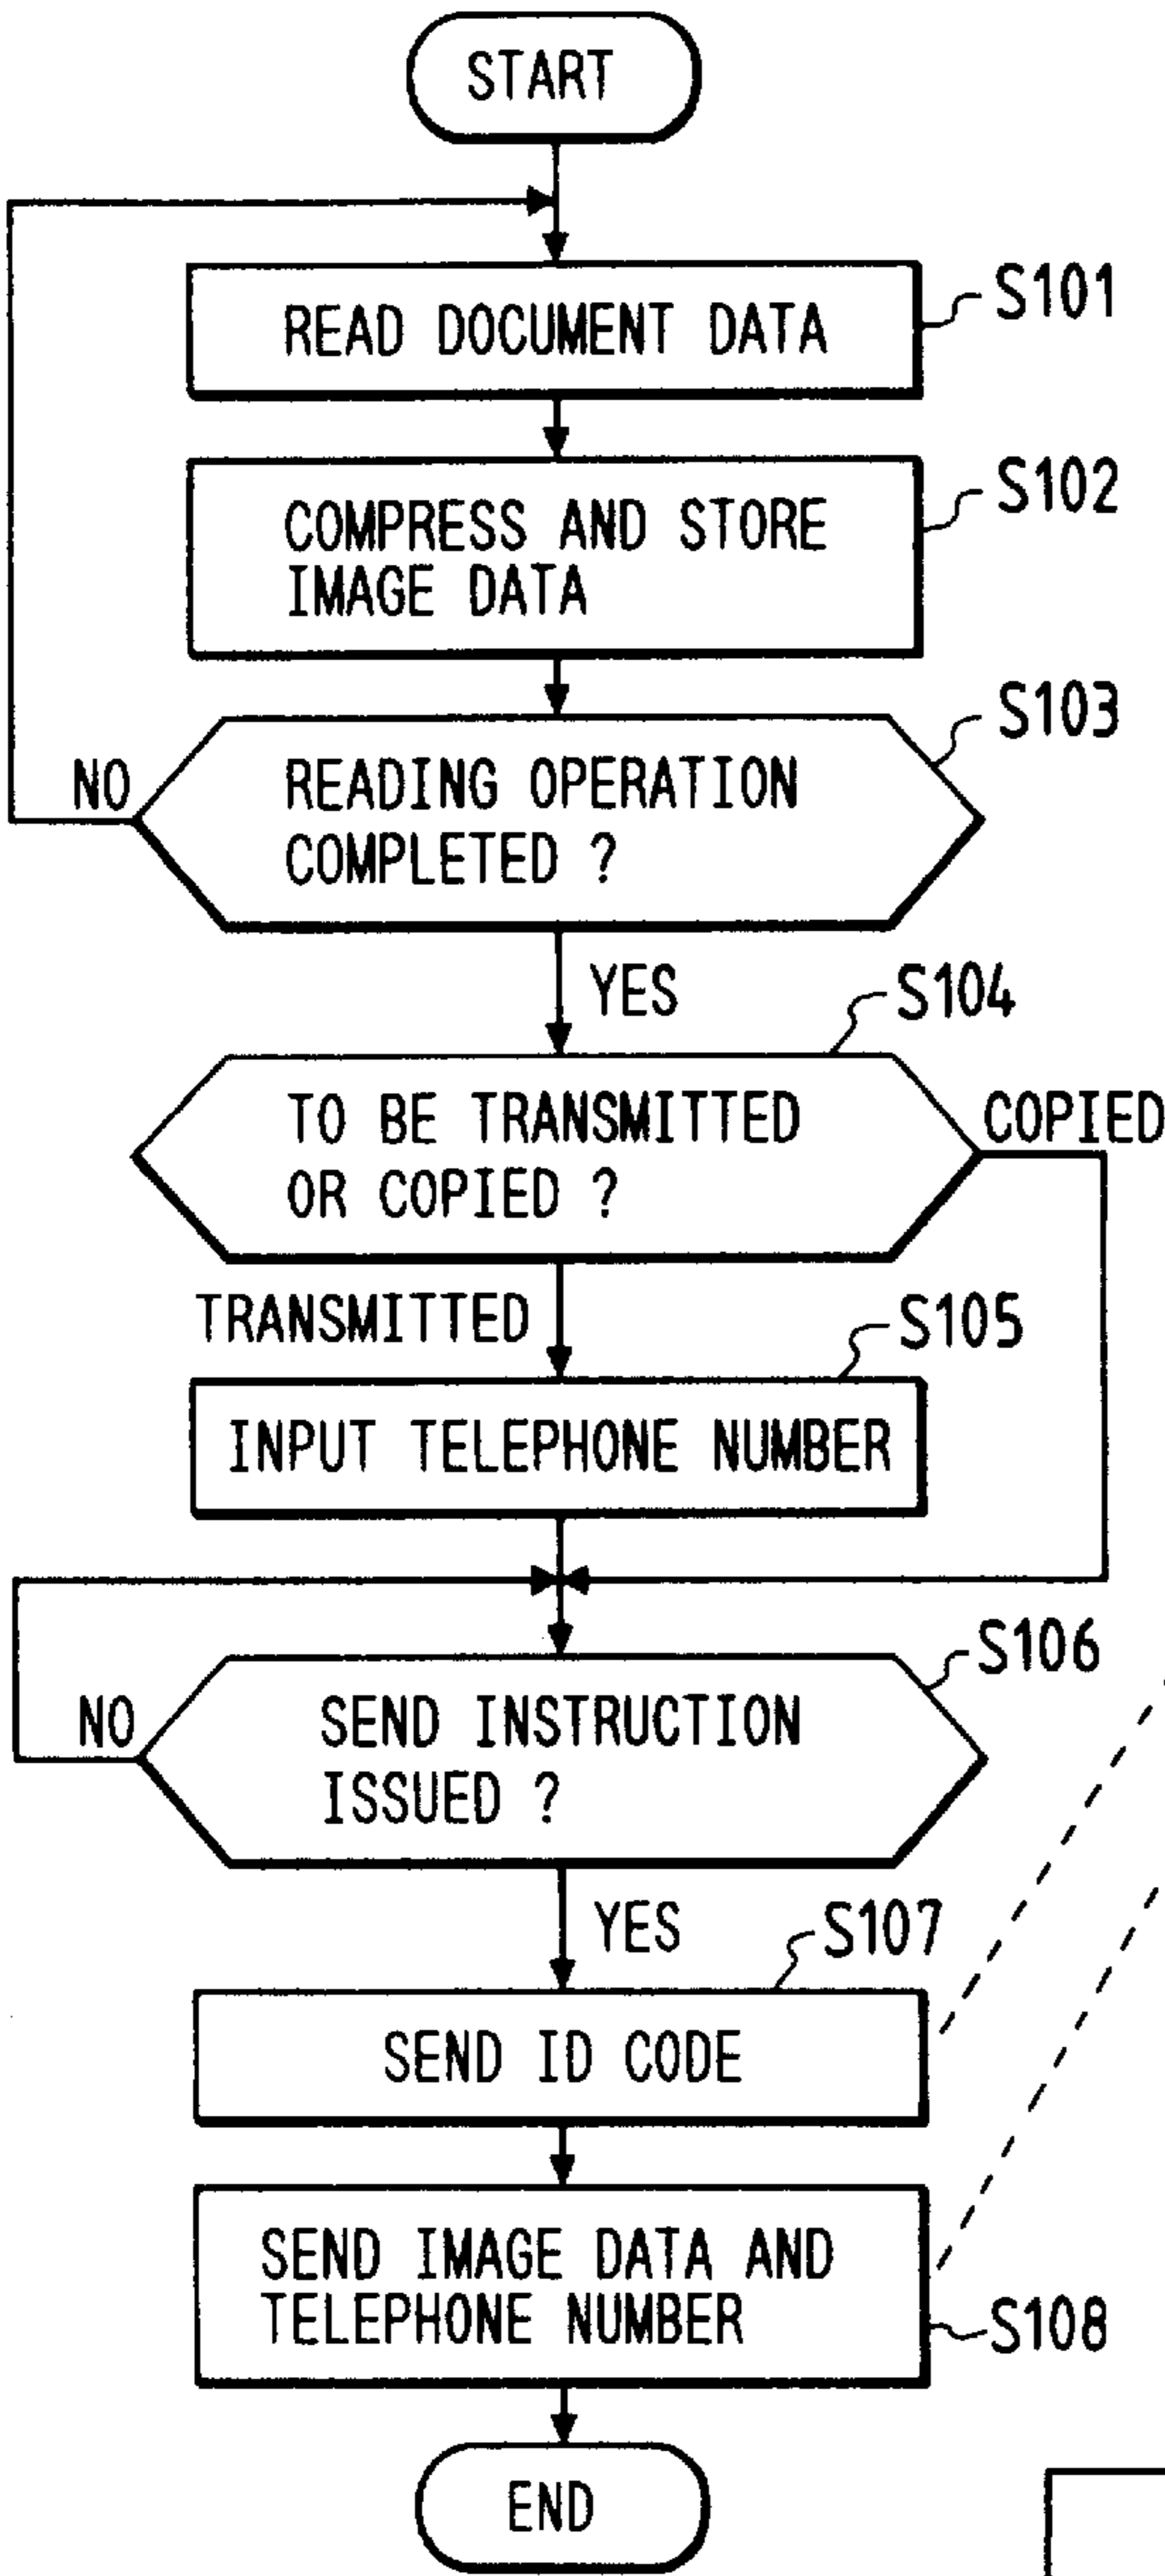 START
READ DOCUMENT DATA
S101
COMPRESS AND STORE
IMAGE DATA
S102
READING OPERATION
COMPLETED ?
S103
NO
YES
TO BE TRANSMITTED
OR COPIED ?
S104
COPIED
TRANSMITTED
S105
INPUT TELEPHONE NUMBER
SEND INSTRUCTION
ISSUED ?
S106
NO
YES
S107
SEND ID CODE
SEND IMAGE DATA AND
TELEPHONE NUMBER
S108
END